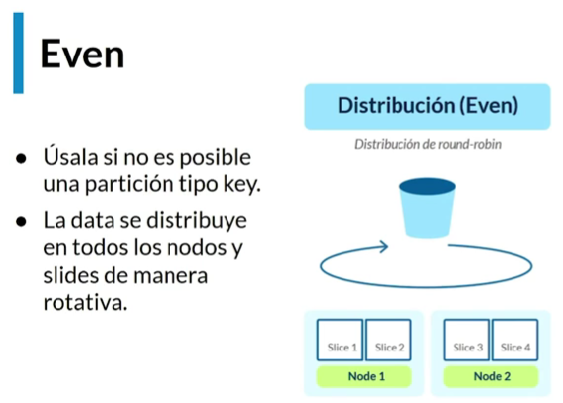 Even
• Úsala si no es posible
una partición tipo key.
• La data se distribuye
en todos los nodos y
slides de manera
rotativa.
Distribución (Even)
Distribución de round-robin
Slice 1
Slice 2
Slice 3
Slice 4
Node 1
Node 2